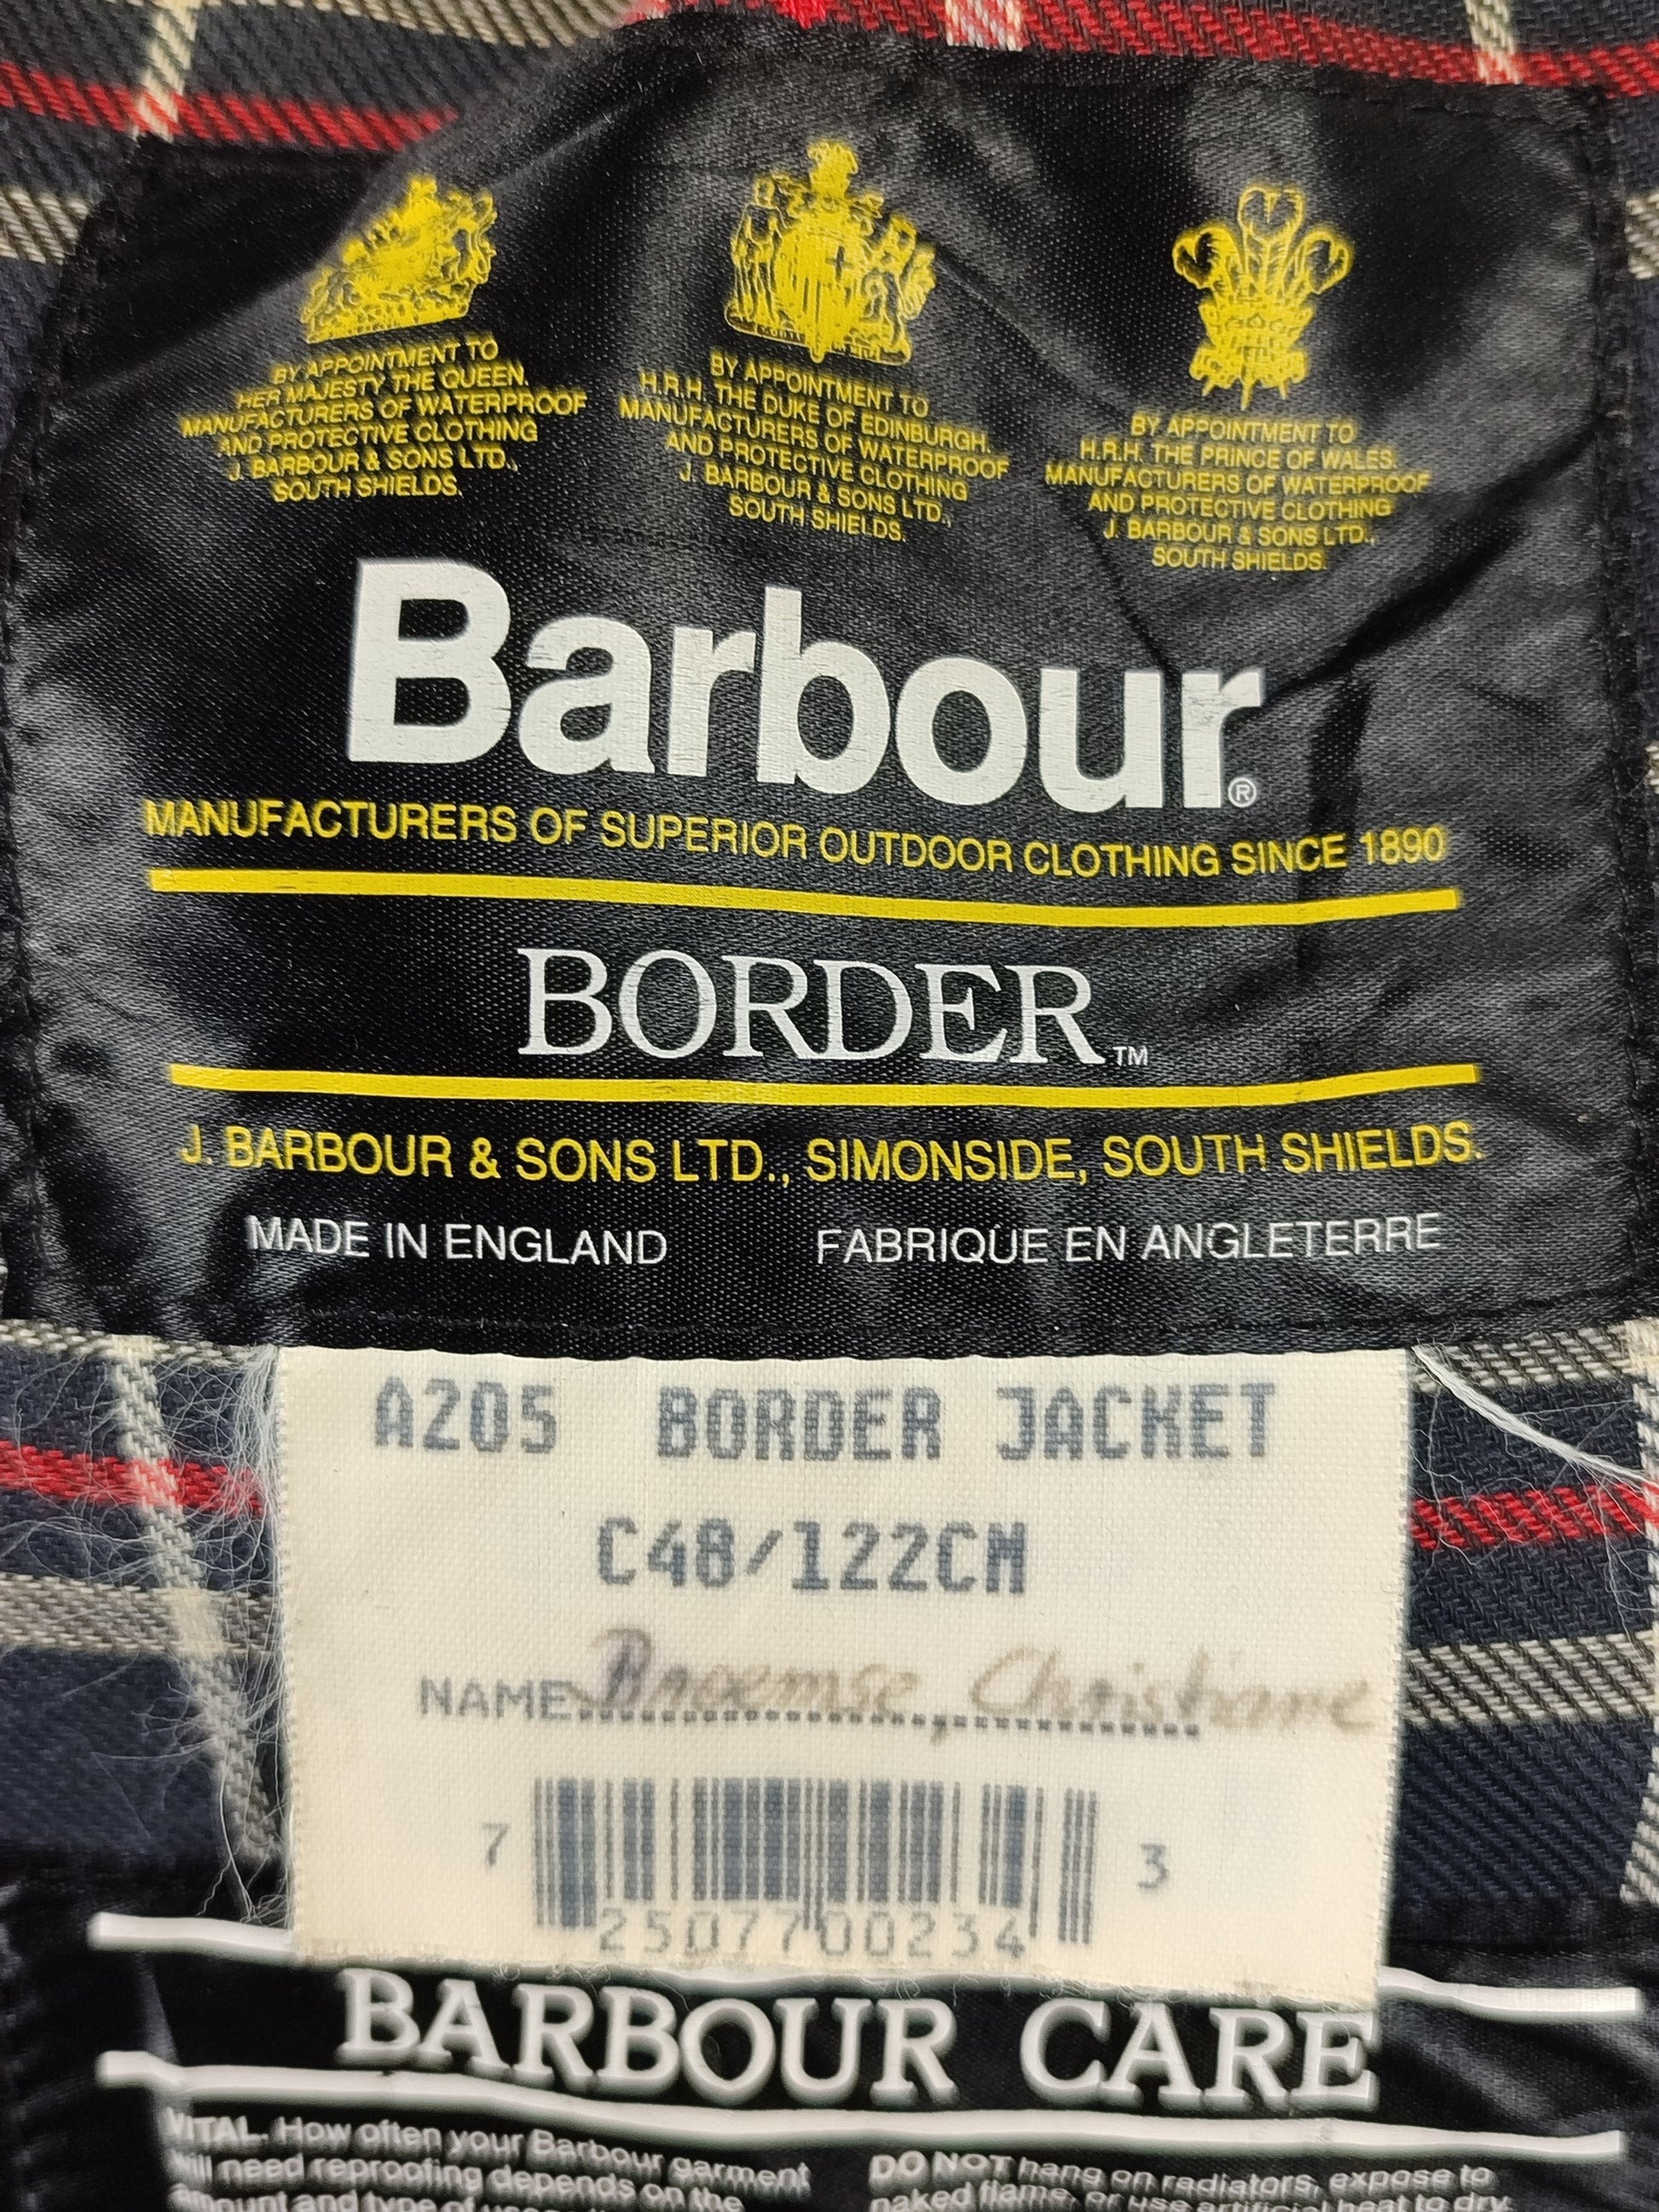 BY APPOINTMENT TO
HER MAJESTY THE QUEEN.
MANUFACTURERS OF WATERPROOF
AND PROTECTIVE CLOTHING
J. BARBOUR & SONS LTD.,
SOUTH SHIELDS.
BY APPOINTMENT TO
H.R.H. THE DUKE OF EDINBURGH.
MANUFACTURERS OF WATERPROOF
AND PROTECTIVE CLOTHING
J. BARBOUR & SONS LTD.,
SOUTH SHIELDS.
BY APPOINTMENT TO
H.R.H. THE PRINCE OF WALES.
MANUFACTURERS OF WATERPROOF
AND PROTECTIVE CLOTHING
J. BARBOUR & SONS LTD.,
SOUTH SHIELDS.
Barbour®
MANUFACTURERS OF SUPERIOR OUTDOOR CLOTHING SINCE 1890
BORDER™
J. BARBOUR & SONS LTD., SIMONSIDE, SOUTH SHIELDS.
MADE IN ENGLAND FABRIQUE EN ANGLETERRE
A205 BORDER JACKET
C48/122CM
NAME Christiane
7 2507700234 3
BARBOUR CARE
VITAL. How often your Barbour garment
will need reproofing depends on the
amount and type of
DO NOT hang on radiators, expose to
naked flame, or use artificial heat to dry